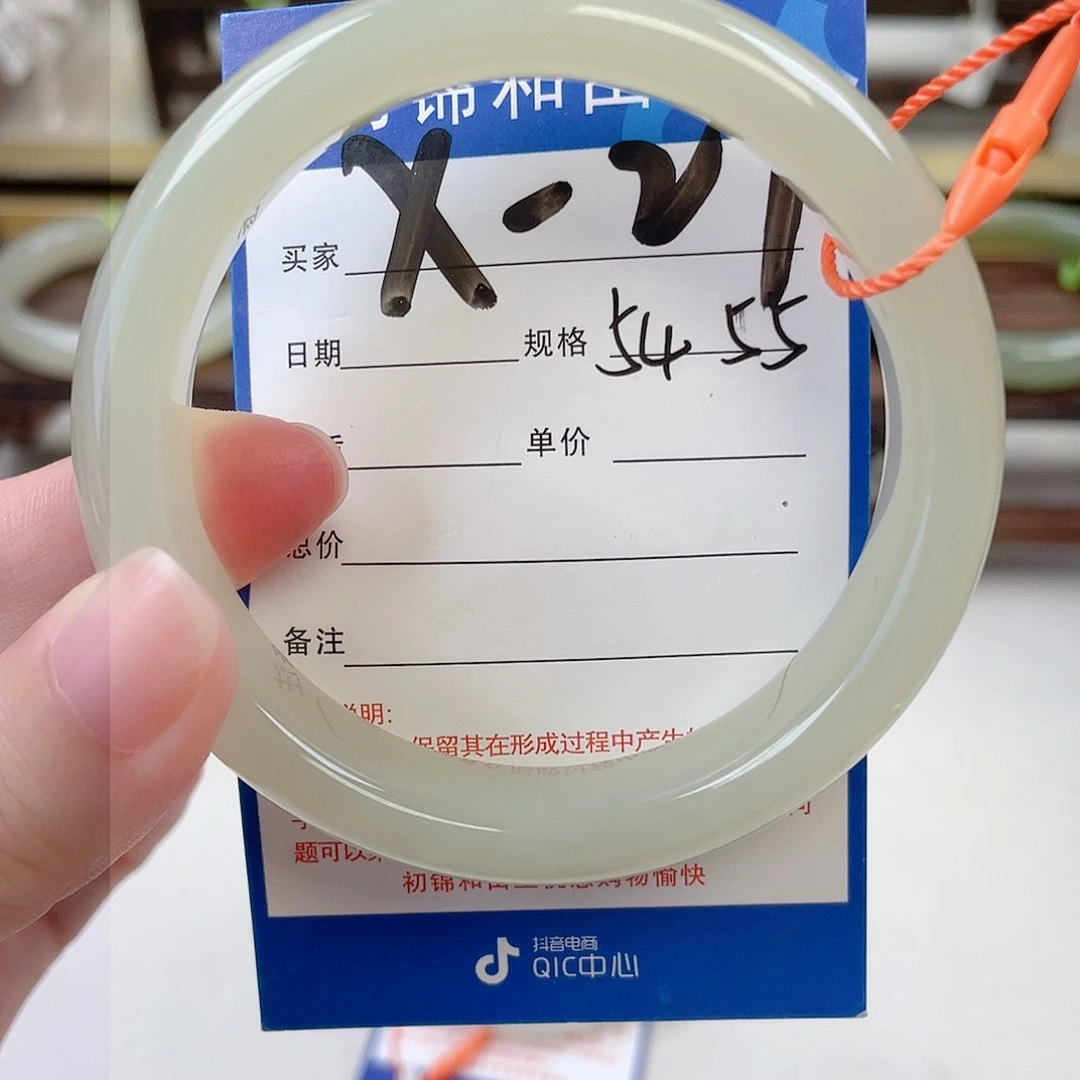 锦和田
X-21
买家
日期 规格 54 55
单价
总价
备注
说明:
保留其在形成过程中产生
题可以
初锦和田玉祝您购物愉快
抖音电商
QIC中心